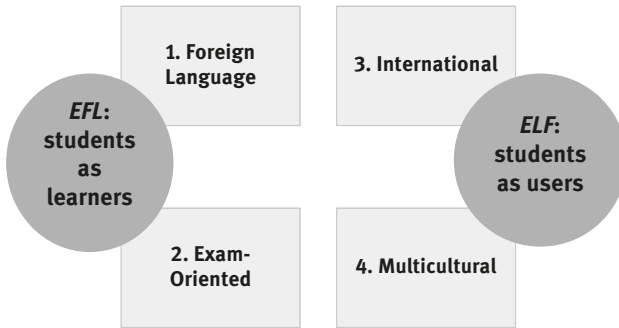 1. Foreign
Language
3. International
EFL:
students
as
learners
ELF:
students
as users
2. Exam-
Oriented
4. Multicultural